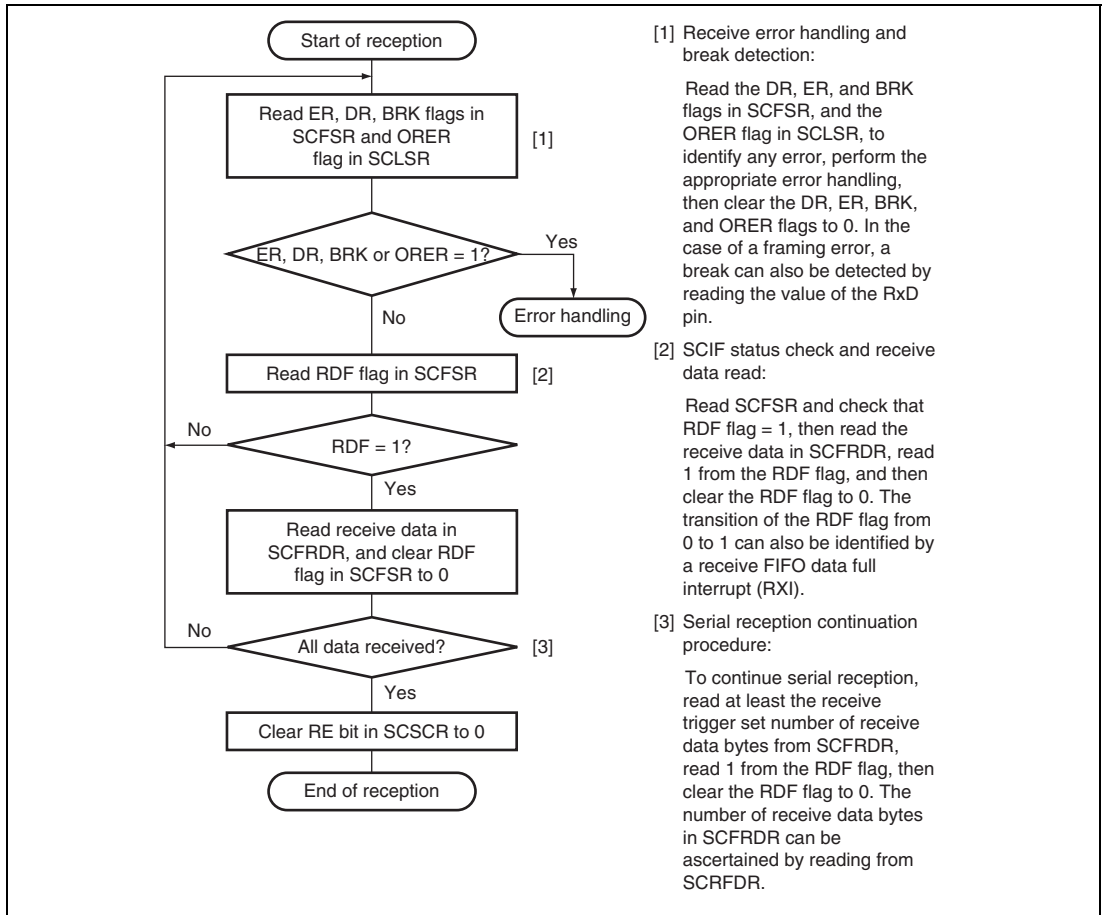 Start of reception
Read ER, DR, BRK flags in
SCFSR and ORER
flag in SCLSR
[1]
ER, DR, BRK or ORER = 1?
Yes
Error handling
No
Read RDF flag in SCFSR
[2]
No
RDF = 1?
Yes
Read receive data in
SCFRDR, and clear RDF
flag in SCFSR to 0
No
All data received?
[3]
Yes
Clear RE bit in SCSCR to 0
End of reception
[1] Receive error handling and
break detection:
Read the DR, ER, and BRK
flags in SCFSR, and the
ORER flag in SCLSR, to
identify any error, perform the
appropriate error handling,
then clear the DR, ER, BRK,
and ORER flags to 0. In the
case of a framing error, a
break can also be detected by
reading the value of the RxD
pin.
[2] SCIF status check and receive
data read:
Read SCFSR and check that
RDF flag = 1, then read the
receive data in SCFRDR, read
1 from the RDF flag, and then
clear the RDF flag to 0. The
transition of the RDF flag from
0 to 1 can also be identified by
a receive FIFO data full
interrupt (RXI).
[3] Serial reception continuation
procedure:
To continue serial reception,
read at least the receive
trigger set number of receive
data bytes from SCFRDR,
read 1 from the RDF flag, then
clear the RDF flag to 0. The
number of receive data bytes
in SCFRDR can be
ascertained by reading from
SCRFDR.